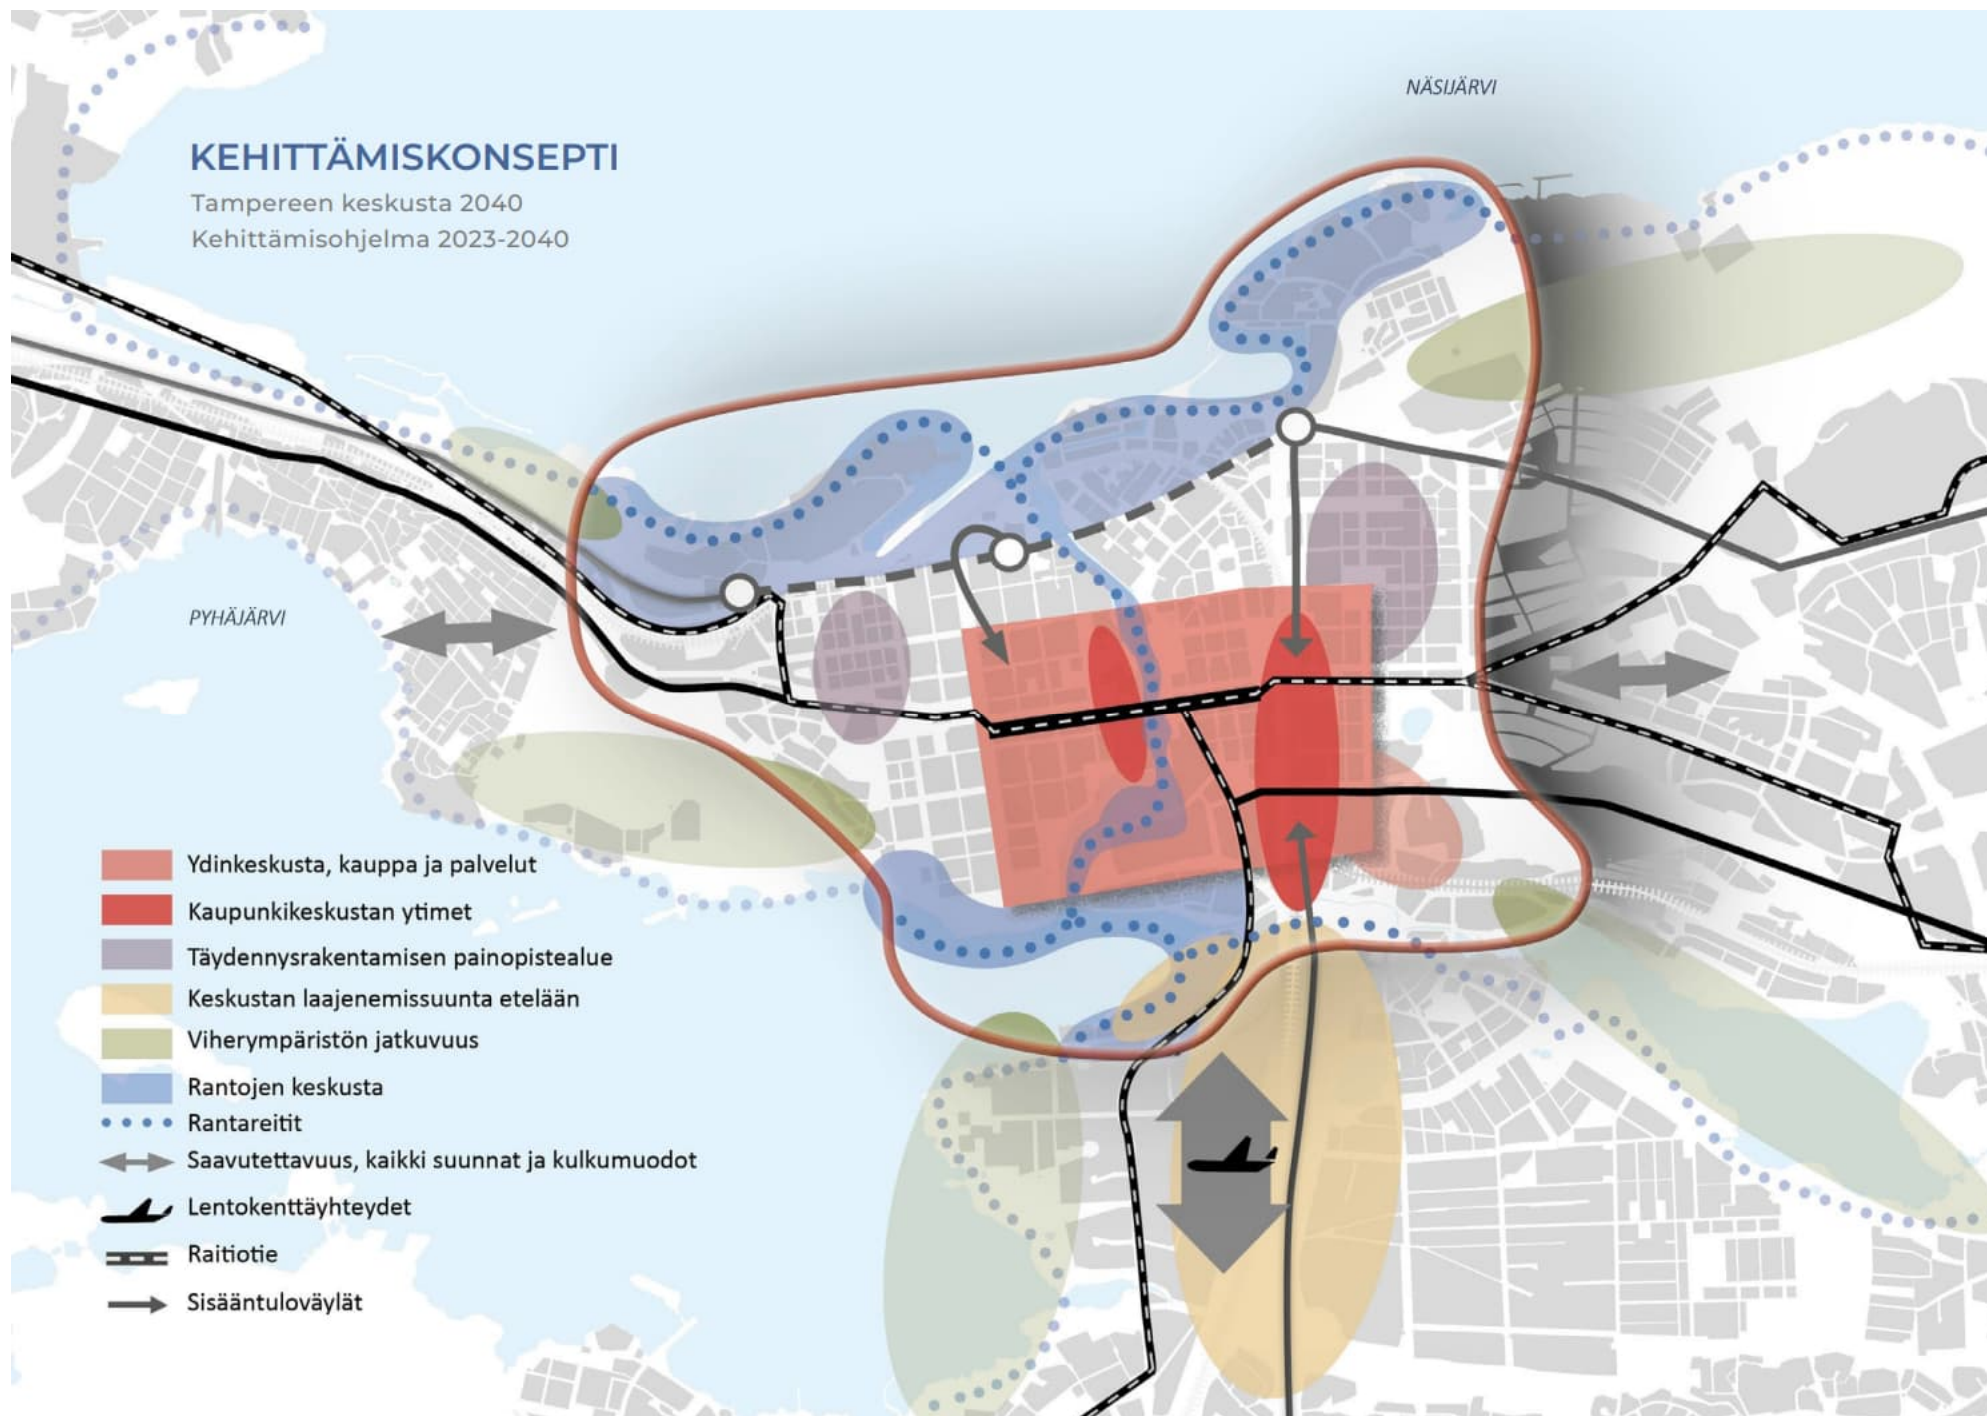 NÄSIJÄRVI
KEHITTÄMISKONSEPTI
Tampereen keskusta 2040
Kehittämisohjelma 2023-2040
PYHÄJÄRVI
Ydinkeskusta, kauppa ja palvelut
Kaupunkikeskustan ytimet
Täydennysrakentamisen painopistealue
Keskustan laajenemissuunta etelään
Viherympäristön jatkuvuus
Rantojen keskusta
Rantareitit
Saavutettavuus, kaikki suunnat ja kulkumuodot
Lentokenttäyhteydet
Raitiotie
Sisääntuloväylät